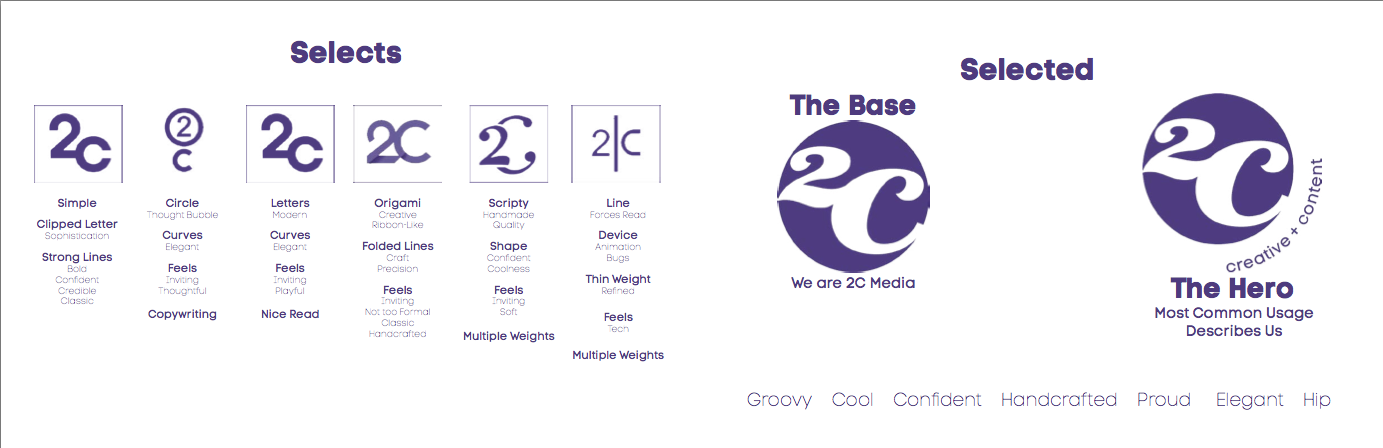 Selects
2c
2
c
2c
2C
2C
2|c
Simple
Clipped Letter
Sophistication
Strong Lines
Bold
Confident
Credible
Classic
Circle
Thought Bubble
Curves
Elegant
Feels
Inviting
Thoughtful
Copywriting
Letters
Modern
Curves
Elegant
Feels
Inviting
Playful
Nice Read
Origami
Creative
Ribbon-Like
Folded Lines
Craft
Precision
Feels
Inviting
Not too Formal
Classic
Handcrafted
Scripty
Handmade
Quality
Shape
Confident
Coolness
Feels
Inviting
Soft
Multiple Weights
Line
Forces Read
Device
Animation
Bugs
Thin Weight
Refined
Feels
Tech
Multiple Weights
Selected
The Base
2C
We are 2C Media
2C
creative + content
The Hero
Most Common Usage
Describes Us
Groovy Cool Confident Handcrafted Proud Elegant Hip